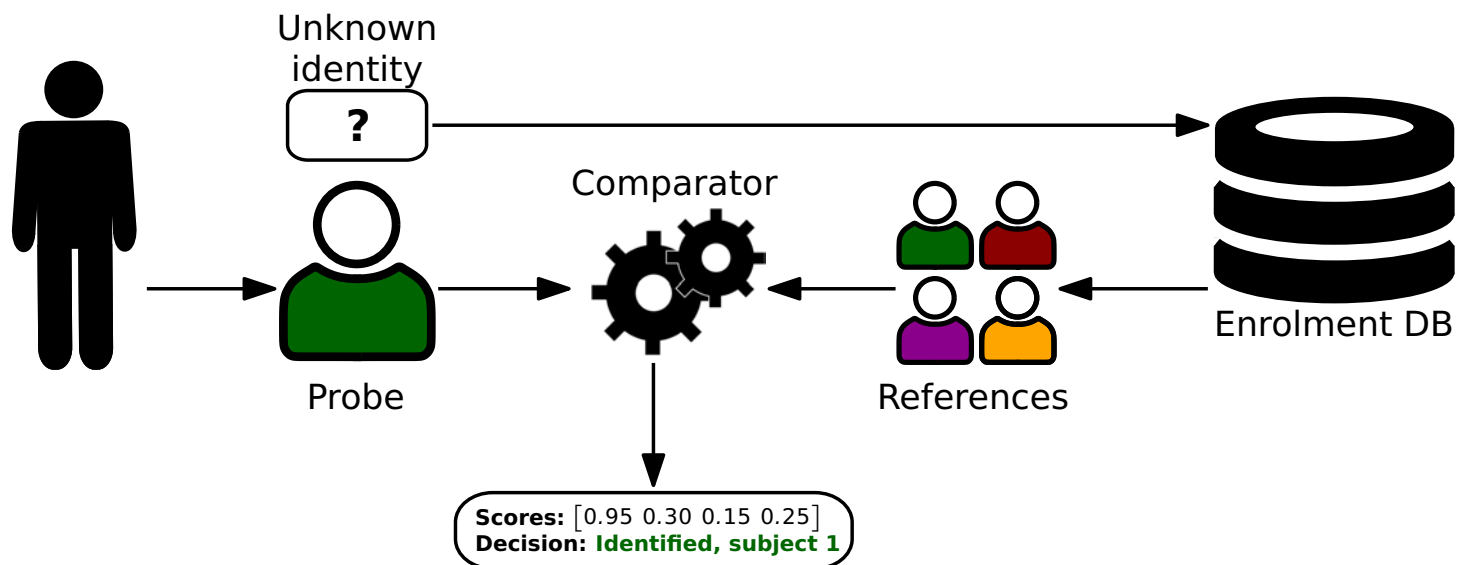 Unknown
identity
?
Comparator
Enrolment DB
Probe
References
Scores: [0.95 0.30 0.15 0.25]
Decision: Identified, subject 1